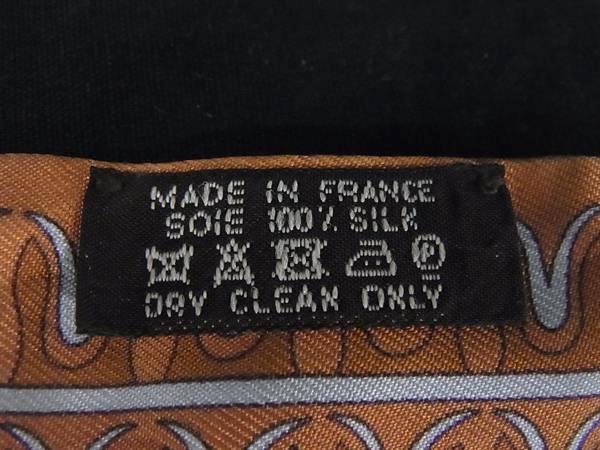 MADE IN FRANCE
SOIE 100% SILK
P
DRY CLEAN ONLY